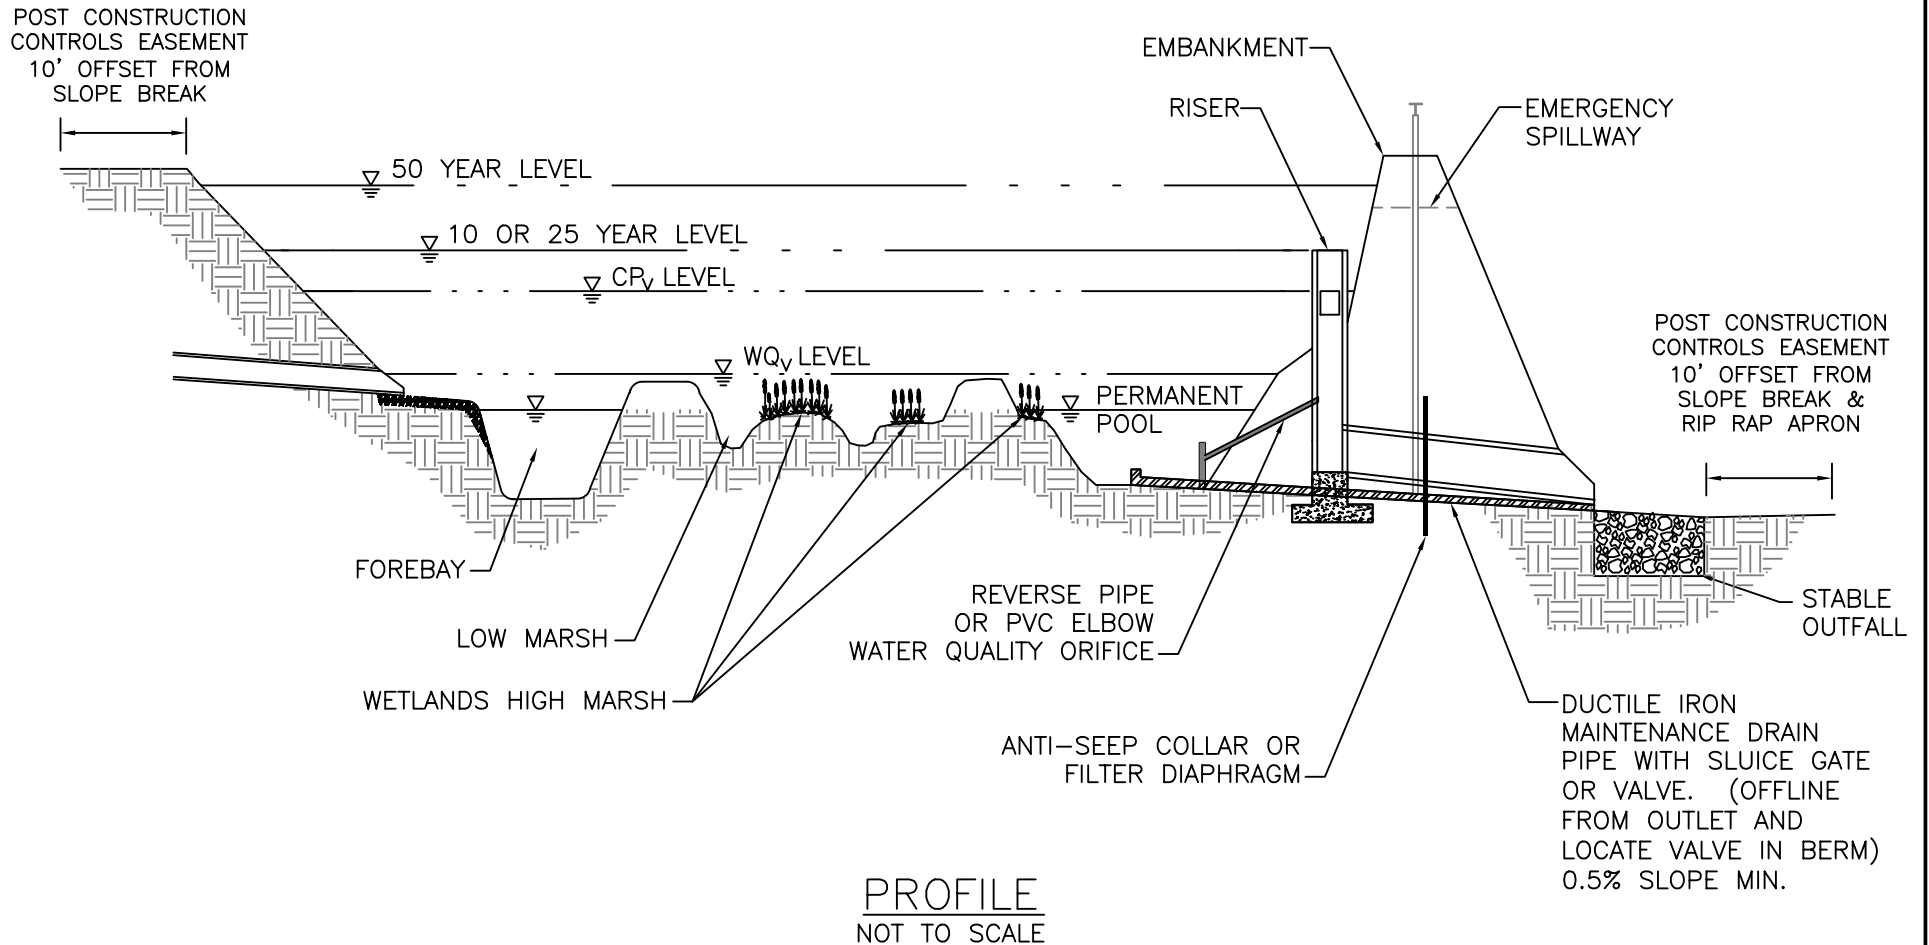 POST CONSTRUCTION
CONTROLS EASEMENT
10' OFFSET FROM
SLOPE BREAK
EMBANKMENT
RISER
EMERGENCY
SPILLWAY
50 YEAR LEVEL
10 OR 25 YEAR LEVEL
CPV LEVEL
WQV LEVEL
PERMANENT
POOL
POST CONSTRUCTION
CONTROLS EASEMENT
10' OFFSET FROM
SLOPE BREAK &
RIP RAP APRON
FOREBAY
LOW MARSH
WETLANDS HIGH MARSH
REVERSE PIPE
OR PVC ELBOW
WATER QUALITY ORIFICE
STABLE
OUTFALL
ANTI-SEEP COLLAR OR
FILTER DIAPHRAGM
DUCTILE IRON
MAINTENANCE DRAIN
PIPE WITH SLUICE GATE
OR VALVE. (OFFLINE
FROM OUTLET AND
LOCATE VALVE IN BERM)
0.5% SLOPE MIN.
PROFILE
NOT TO SCALE